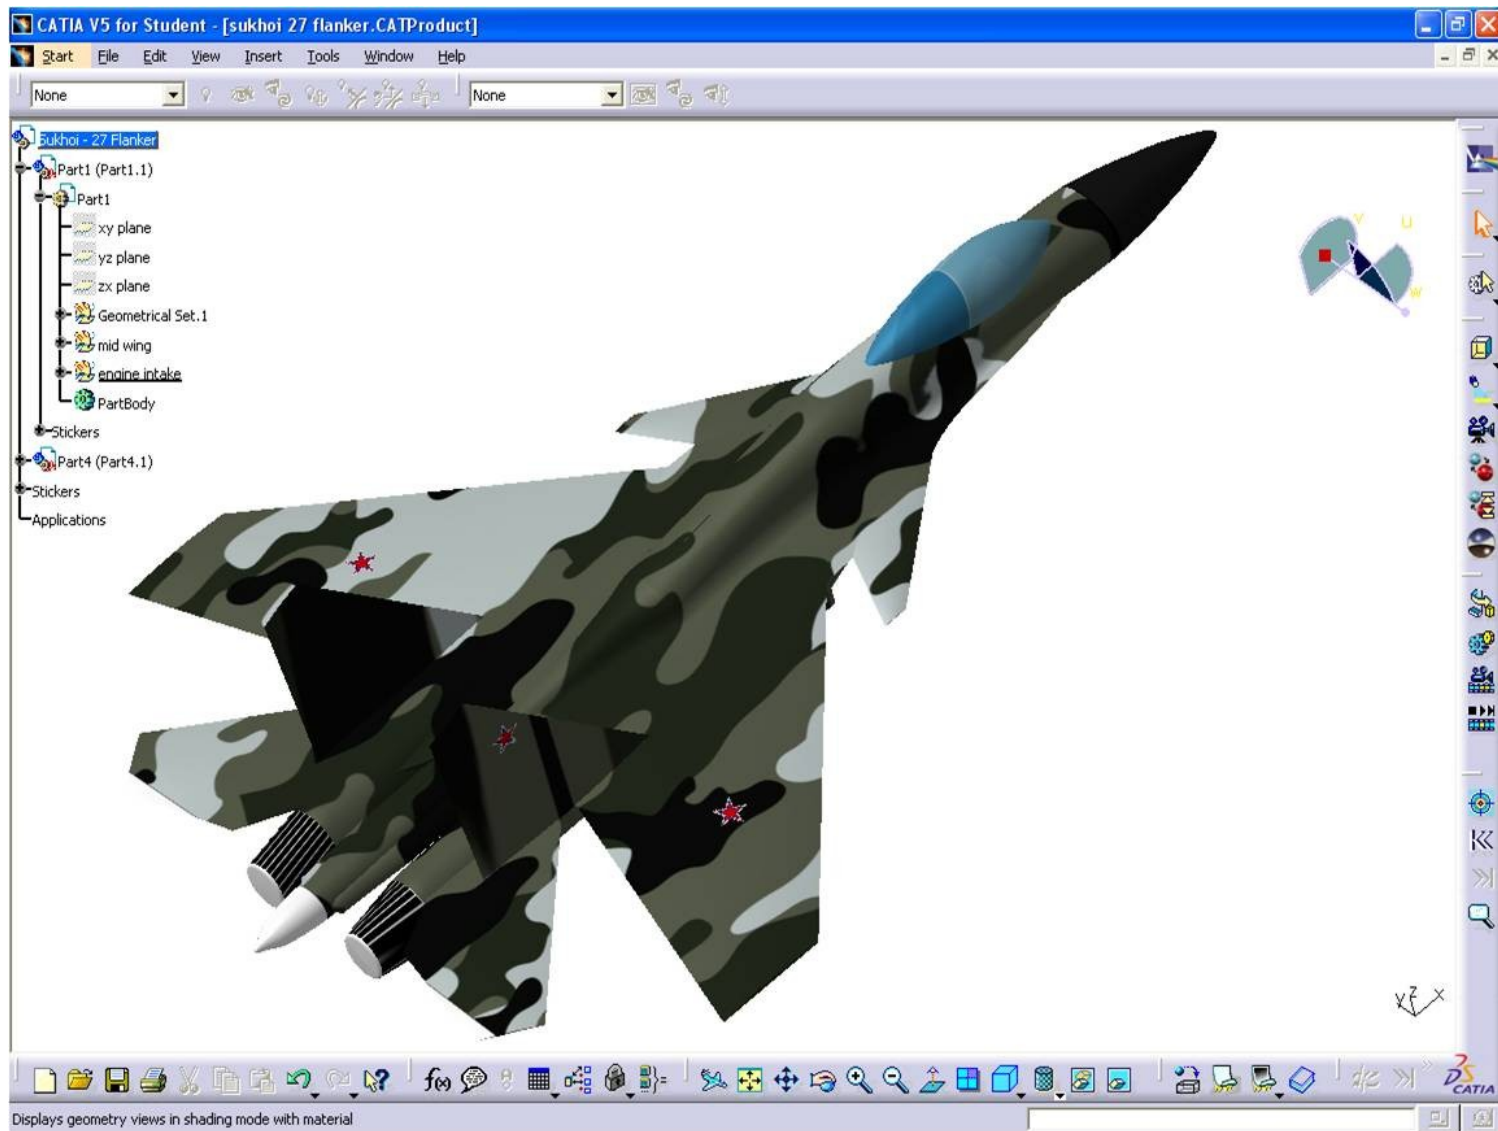 CATIA V5 for Student - [sukhoi 27 flanker.CATProduct]
Start File Edit View Insert Tools Window Help
None None
Sukhoi - 27 Flanker
Part1 (Part1.1)
Part1
xy plane
yz plane
zx plane
Geometrical Set.1
mid wing
engine intake
PartBody
Stickers
Part4 (Part4.1)
Stickers
Applications
V U
W
Y Z X
f(x)
CATIA
Displays geometry views in shading mode with material